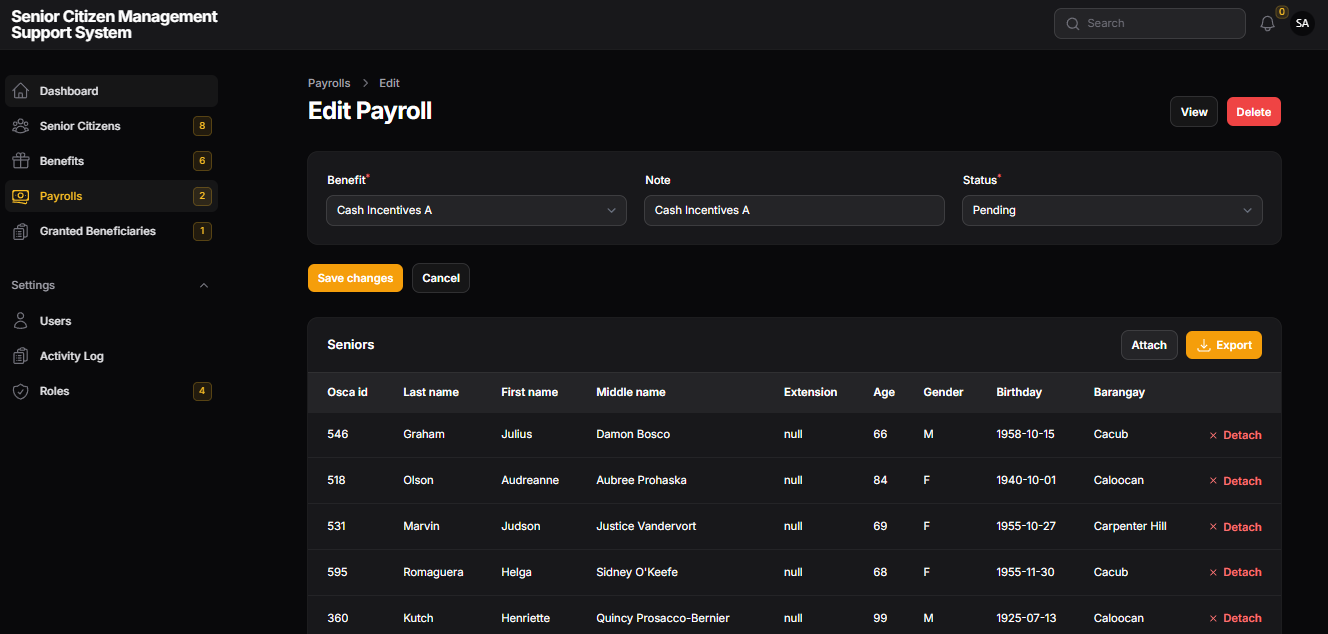 Senior Citizen Management
Support System
Search
0
SA
Dashboard
Senior Citizens 8
Benefits 6
Payrolls 2
Granted Beneficiaries 1
Settings
Users
Activity Log
Roles 4
Payrolls > Edit
Edit Payroll
View Delete
Benefit* Note Status*
Cash Incentives A Cash Incentives A Pending
Save changes Cancel
Seniors Attach Export
Osca id Last name First name Middle name Extension Age Gender Birthday Barangay
546 Graham Julius Damon Bosco null 66 M 1958-10-15 Cacub × Detach
518 Olson Audreanne Aubree Prohaska null 84 F 1940-10-01 Caloocan × Detach
531 Marvin Judson Justice Vandervort null 69 F 1955-10-27 Carpenter Hill × Detach
595 Romaguera Helga Sidney O'Keefe null 68 F 1955-11-30 Cacub × Detach
360 Kutch Henriette Quincy Prosacco-Bernier null 99 M 1925-07-13 Caloocan × Detach